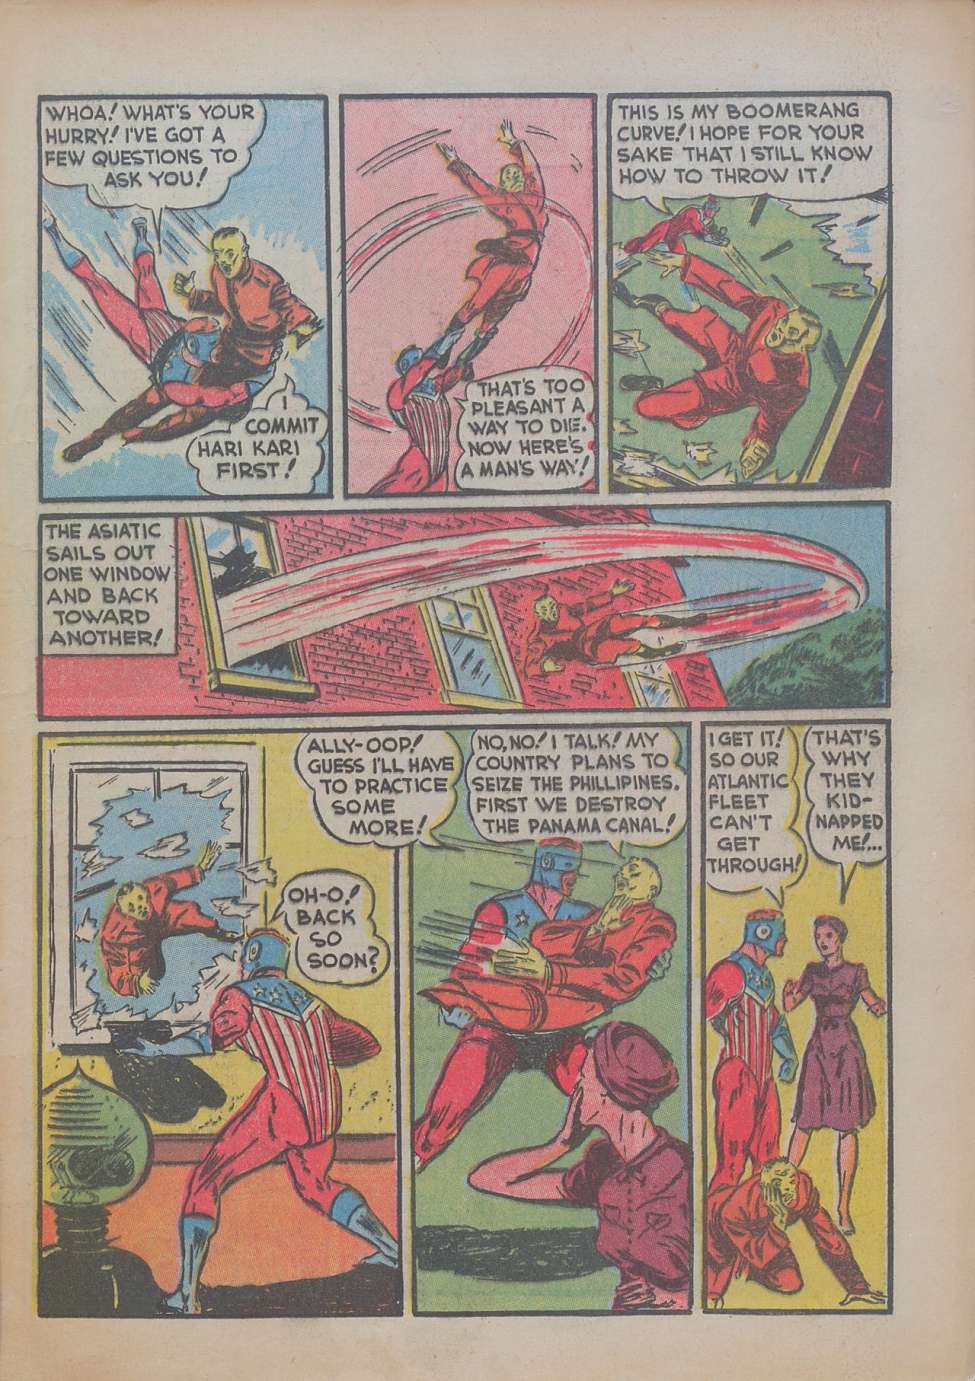 WHOA! WHAT'S YOUR
HURRY! I'VE GOT A
FEW QUESTIONS TO
ASK YOU!
I
COMMIT
HARI KARI
FIRST!
THAT'S TOO
PLEASANT A
WAY TO DIE.
NOW HERE'S
A MAN'S WAY!
THIS IS MY BOOMERANG
CURVE! I HOPE FOR YOUR
SAKE THAT I STILL KNOW
HOW TO THROW IT!
THE ASIATIC
SAILS OUT
ONE WINDOW
AND BACK
TOWARD
ANOTHER!
OH-O!
BACK
SO
SOON?
ALLY-OOP!
GUESS I'LL HAVE
TO PRACTICE
SOME
MORE!
NO, NO! I TALK! MY
COUNTRY PLANS TO
SEIZE THE PHILLIPINES.
FIRST WE DESTROY
THE PANAMA CANAL!
I GET IT!
SO OUR
ATLANTIC
FLEET
CAN'T
GET
THROUGH!
THAT'S
WHY
THEY
KID-
NAPPED
ME!...